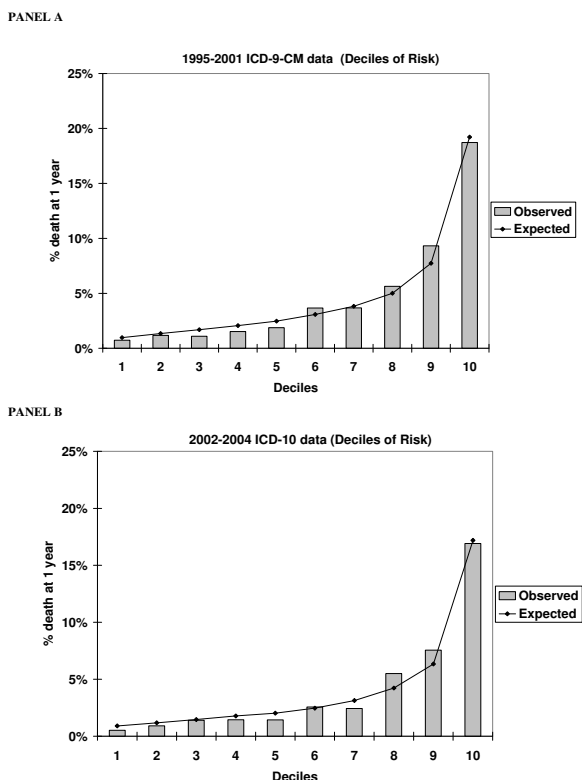 PANEL A
1995-2001 ICD-9-CM data (Deciles of Risk)
25%
20%
15%
10%
5%
0%
% death at 1 year
1 2 3 4 5 6 7 8 9 10
Deciles
Observed
Expected
PANEL B
2002-2004 ICD-10 data (Deciles of Risk)
25%
20%
15%
10%
5%
0%
% death at 1 year
1 2 3 4 5 6 7 8 9 10
Deciles
Observed
Expected